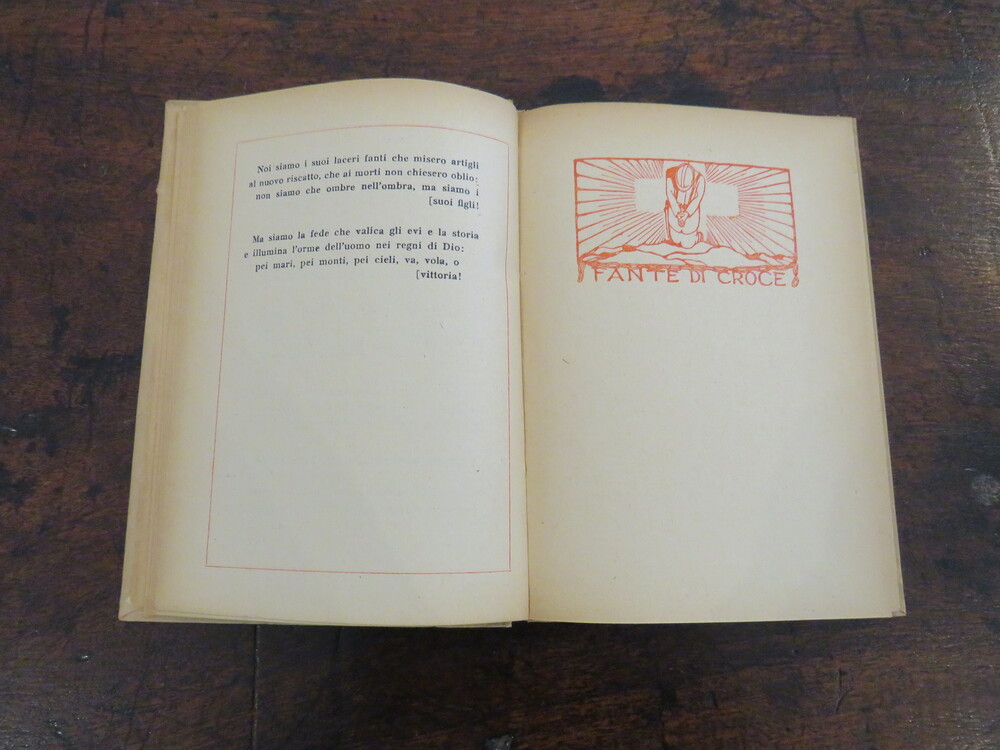 Noi siamo i suoi laceri fanti che misero artigli
al nuovo riscatto, che ai morti non chiesero oblio;
non siamo che ombre nell'ombra, ma siamo i
[suoi figli!
Ma siamo la fede che valica gli evi e la storia
e illumina l'orme dell'uomo nei regni di Dio:
pei mari, pei monti, pei cieli, va, vola, o
[vittoria!
FANTE DI CROCE